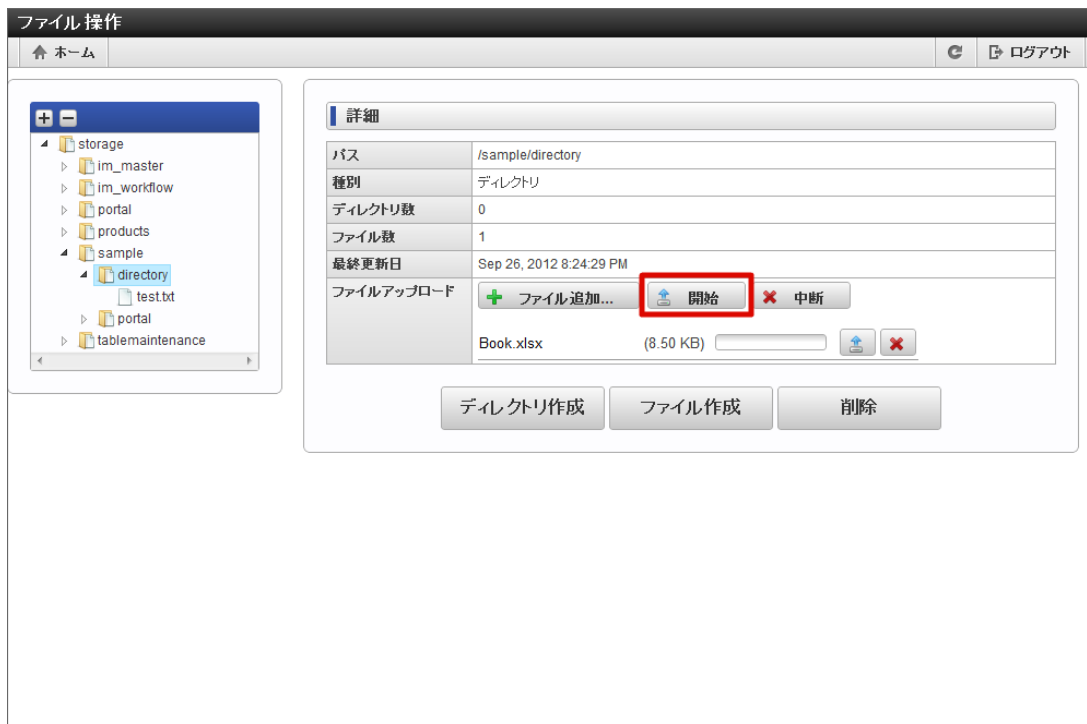 ファイル操作
ホーム
ログアウト
storage
im_master
im_workflow
portal
products
sample
directory
test.txt
portal
tablemaintenance
詳細
パス /sample/directory
種別 ディレクトリ
ディレクトリ数 0
ファイル数 1
最終更新日 Sep 26, 2012 8:24:29 PM
ファイルアップロード ファイル追加... 開始 中断
Book.xlsx (8.50 KB)
ディレクトリ作成 ファイル作成 削除